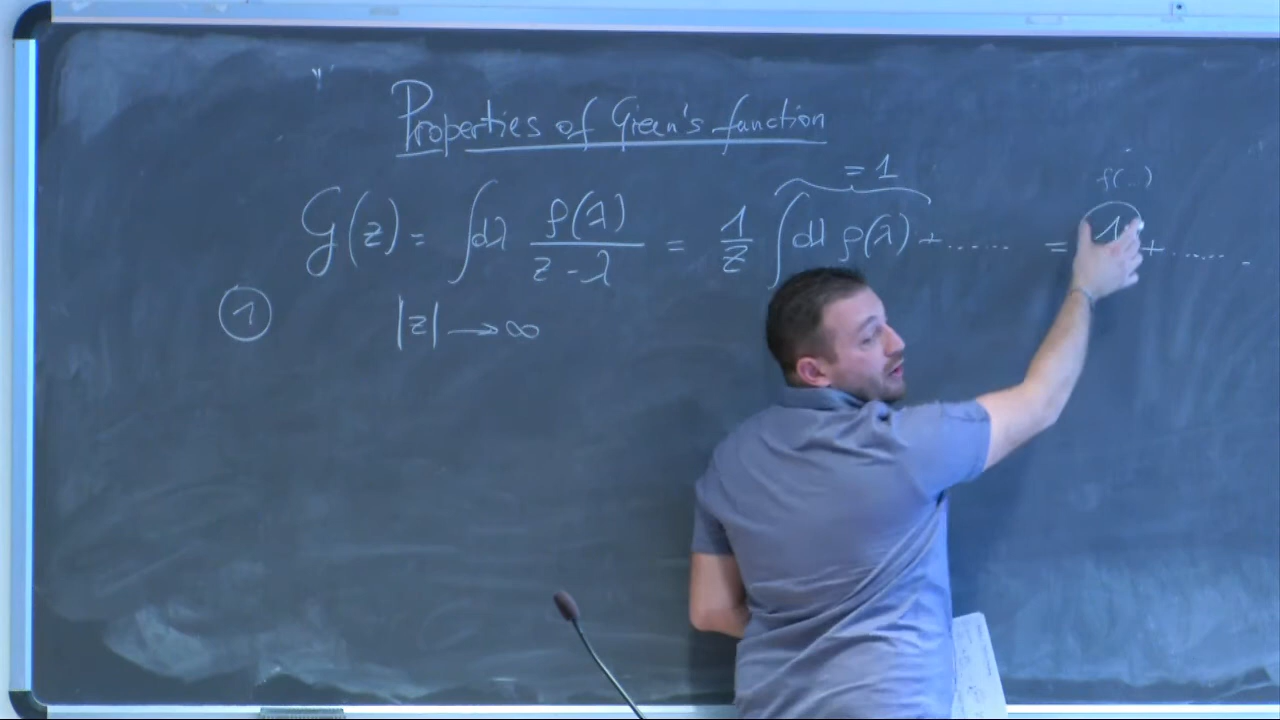 Properties of Green's function
= 1
f(..)
G(z) = ∫dλ ρ(λ)/(z - λ) = 1/z ∫dλ ρ(λ) + ...... = 1 + ......
① |z| → ∞